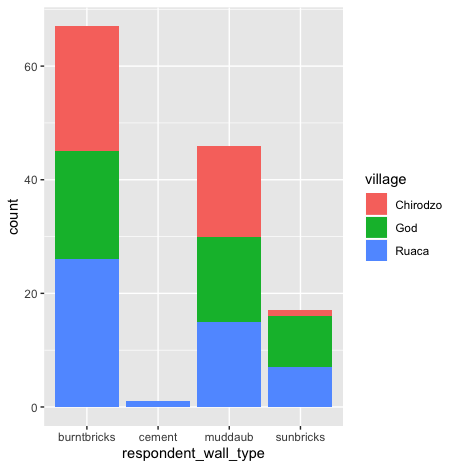 60
40
20
0
count
burntbricks cement muddaub sunbricks
respondent_wall_type
village
Chirodzo
God
Ruaca